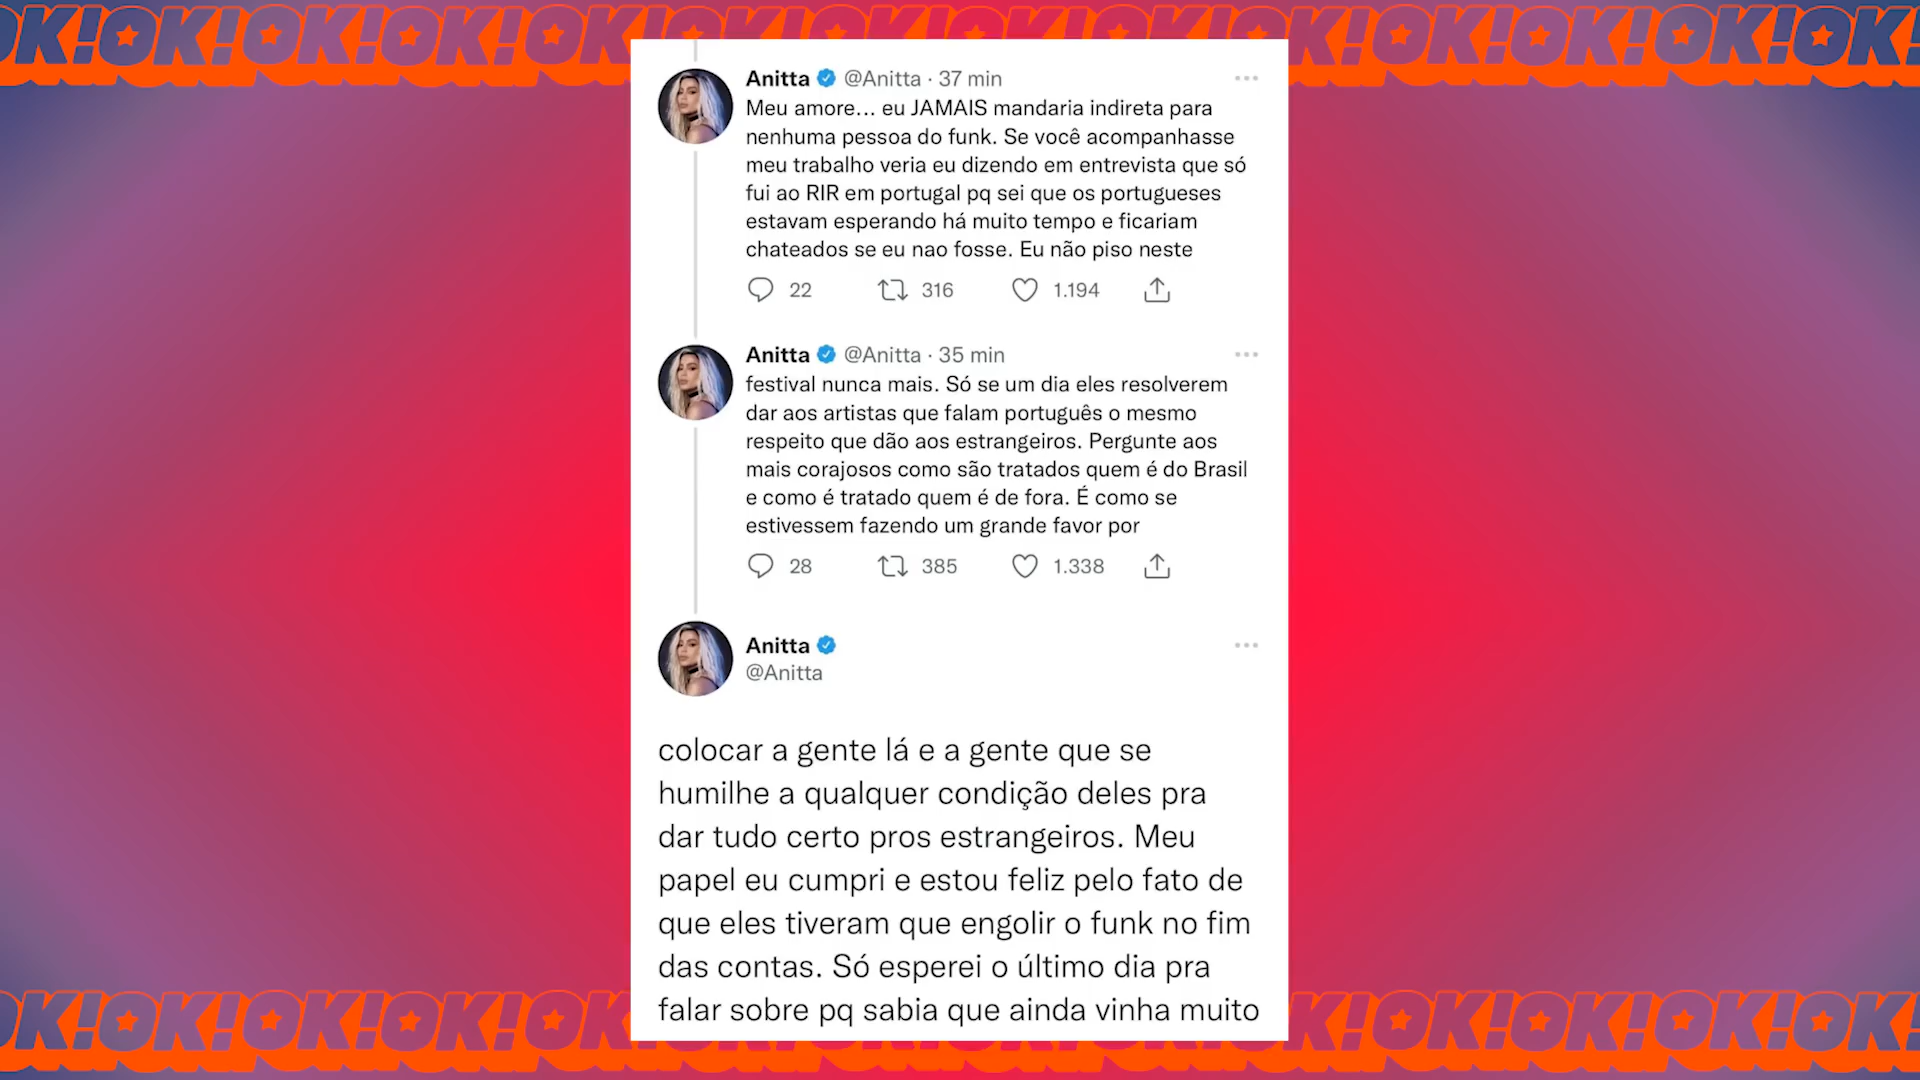 OK!OK!OK!OK!OK!OK!OK!OK!OK!OK!
Anitta @Anitta · 37 min
Meu amore... eu JAMAIS mandaria indireta para
nenhuma pessoa do funk. Se você acompanhasse
meu trabalho veria eu dizendo em entrevista que só
fui ao RIR em portugal pq sei que os portugueses
estavam esperando há muito tempo e ficariam
chateados se eu nao fosse. Eu não piso neste
22 316 1.194
Anitta @Anitta · 35 min
festival nunca mais. Só se um dia eles resolverem
dar aos artistas que falam português o mesmo
respeito que dão aos estrangeiros. Pergunte aos
mais corajosos como são tratados quem é do Brasil
e como é tratado quem é de fora. É como se
estivessem fazendo um grande favor por
28 385 1.338
Anitta
@Anitta
colocar a gente lá e a gente que se
humilhe a qualquer condição deles pra
dar tudo certo pros estrangeiros. Meu
papel eu cumpri e estou feliz pelo fato de
que eles tiveram que engolir o funk no fim
das contas. Só esperei o último dia pra
falar sobre pq sabia que ainda vinha muito
OK!OK!OK!OK!OK!OK!OK!OK!OK!